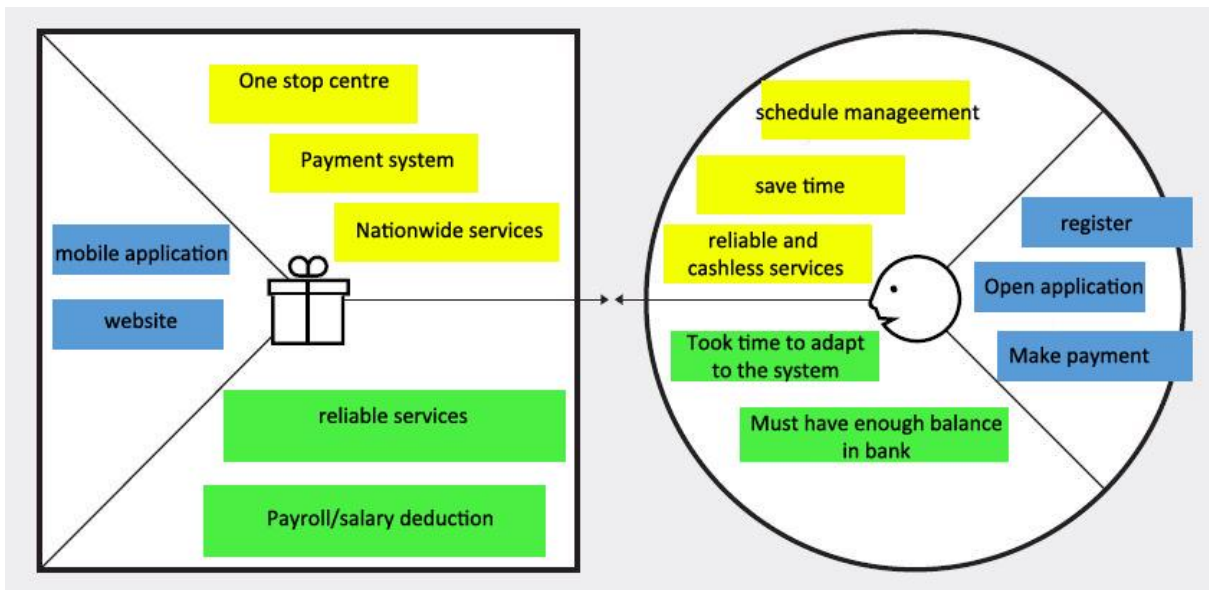 One stop centre
Payment system
Nationwide services
mobile application
website
reliable services
Payroll/salary deduction
schedule manageement
save time
reliable and
cashless services
register
Open application
Make payment
Took time to adapt
to the system
Must have enough balance
in bank